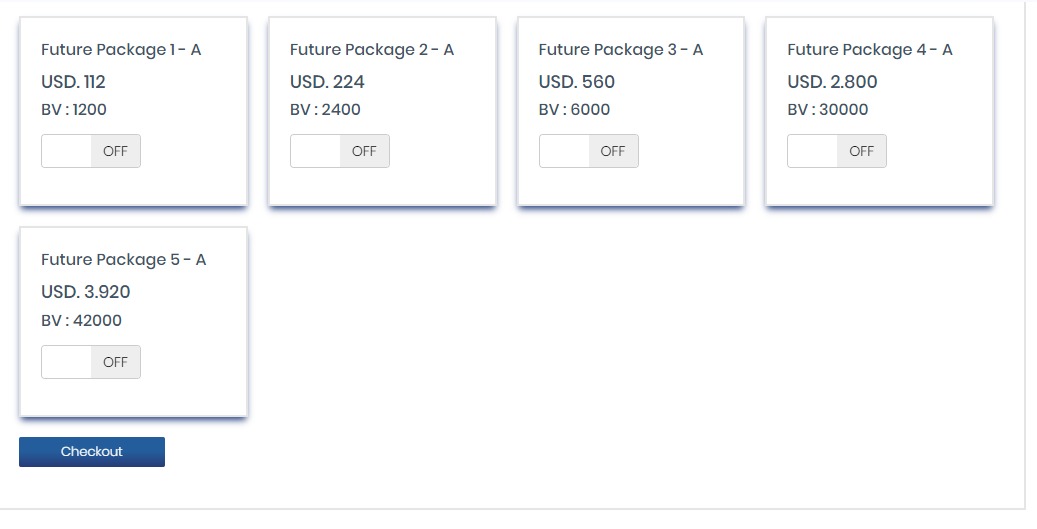 Future Package 1 - A
USD. 112
BV : 1200
OFF
Future Package 2 - A
USD. 224
BV : 2400
OFF
Future Package 3 - A
USD. 560
BV : 6000
OFF
Future Package 4 - A
USD. 2.800
BV : 30000
OFF
Future Package 5 - A
USD. 3.920
BV : 42000
OFF
Checkout